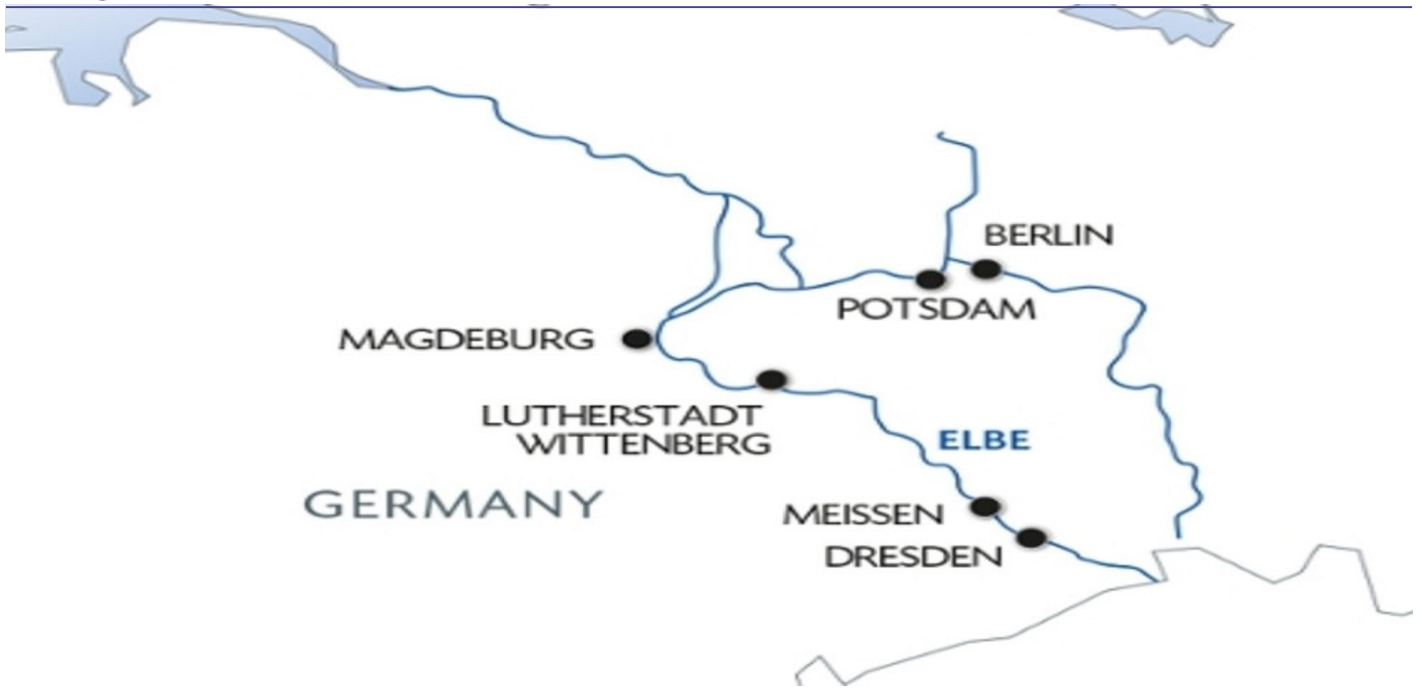 BERLIN
POTSDAM
MAGDEBURG
LUTHERSTADT
WITTENBERG
ELBE
GERMANY
MEISSEN
DRESDEN